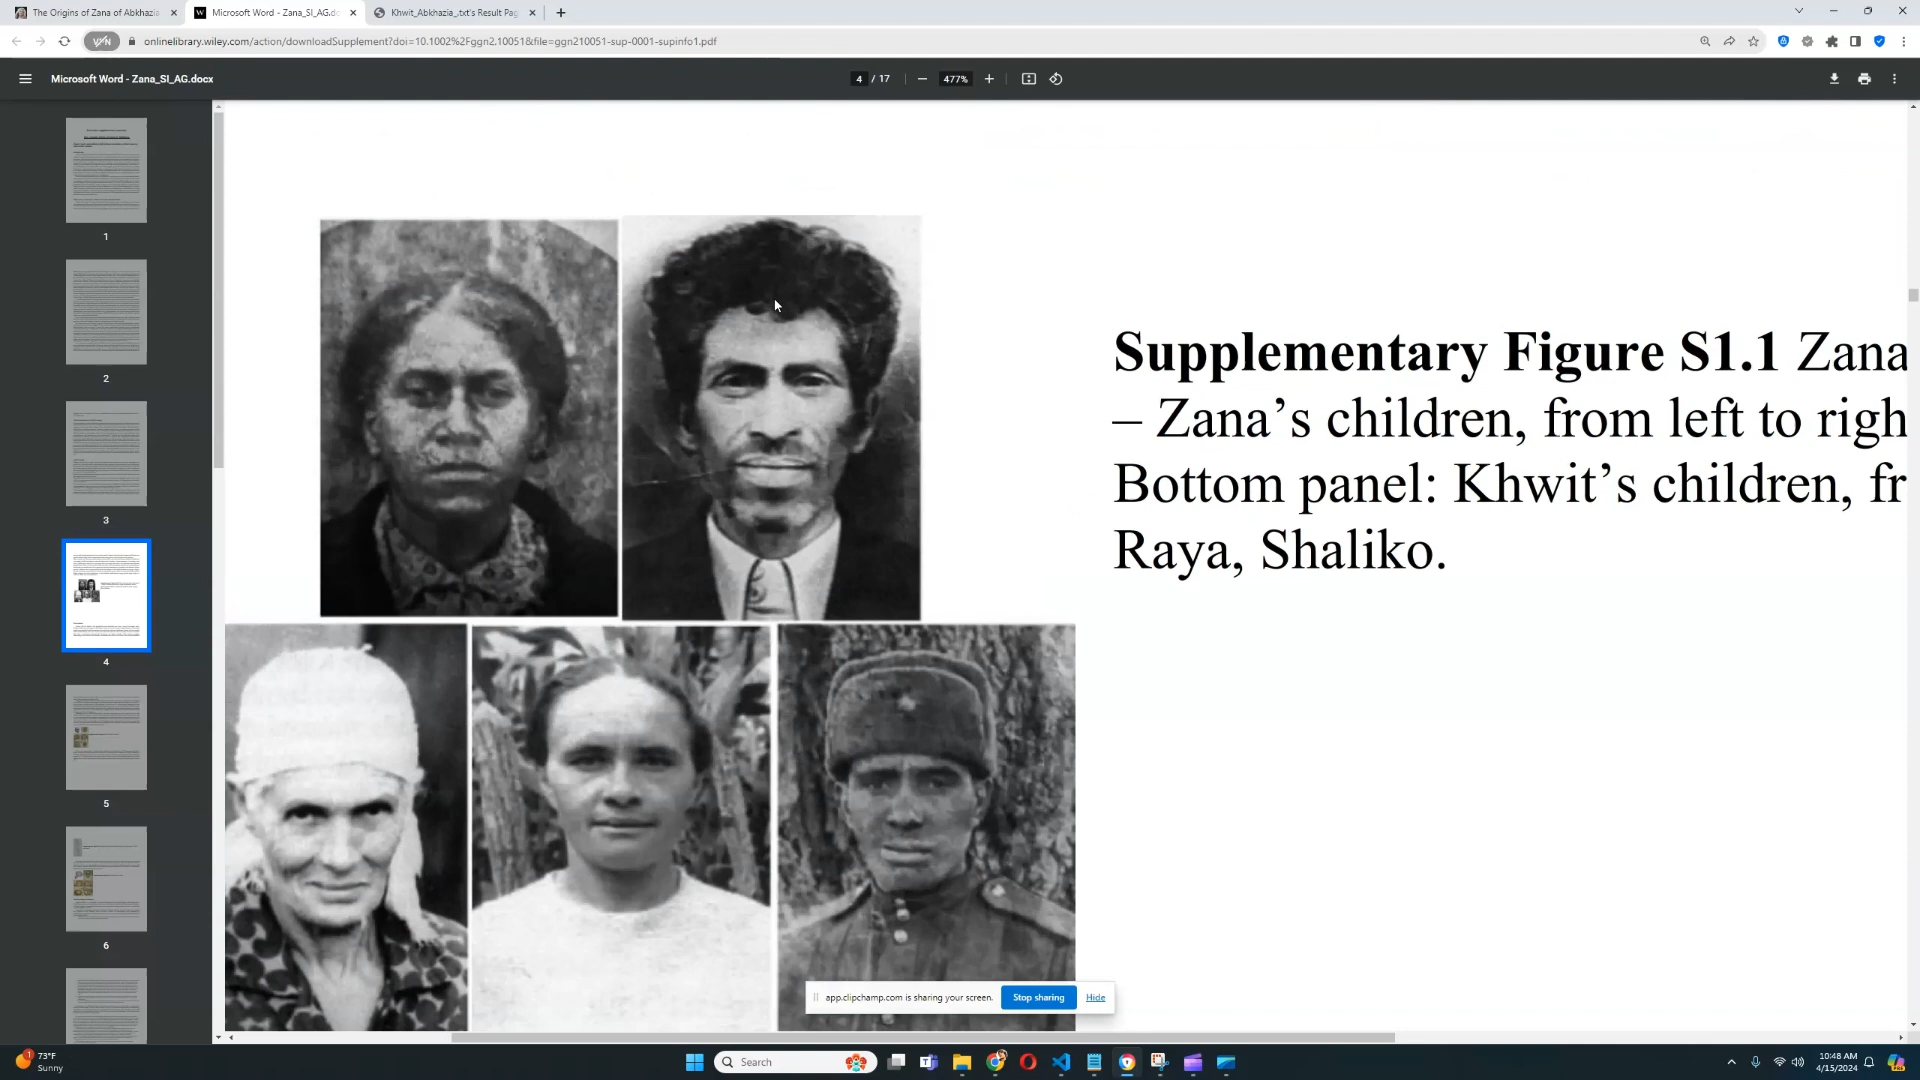 The Origins of Zana of Abkhazia
Microsoft Word - Zana_SI_AG.do
Khwit_Abkhazia_.txt's Result Pag
onlinelibrary.wiley.com/action/downloadSupplement?doi=10.1002%2Fggn2.10051&file=ggn210051-sup-0001-supinfo1.pdf
Microsoft Word - Zana_SI_AG.docx
4 / 17
477%
1
2
3
4
5
6
Supplementary Figure S1.1 Zana
– Zana's children, from left to righ
Bottom panel: Khwit's children, fr
Raya, Shaliko.
app.clipchamp.com is sharing your screen.
Stop sharing
Hide
1
73°F
Sunny
Search
10:48 AM
4/15/2024